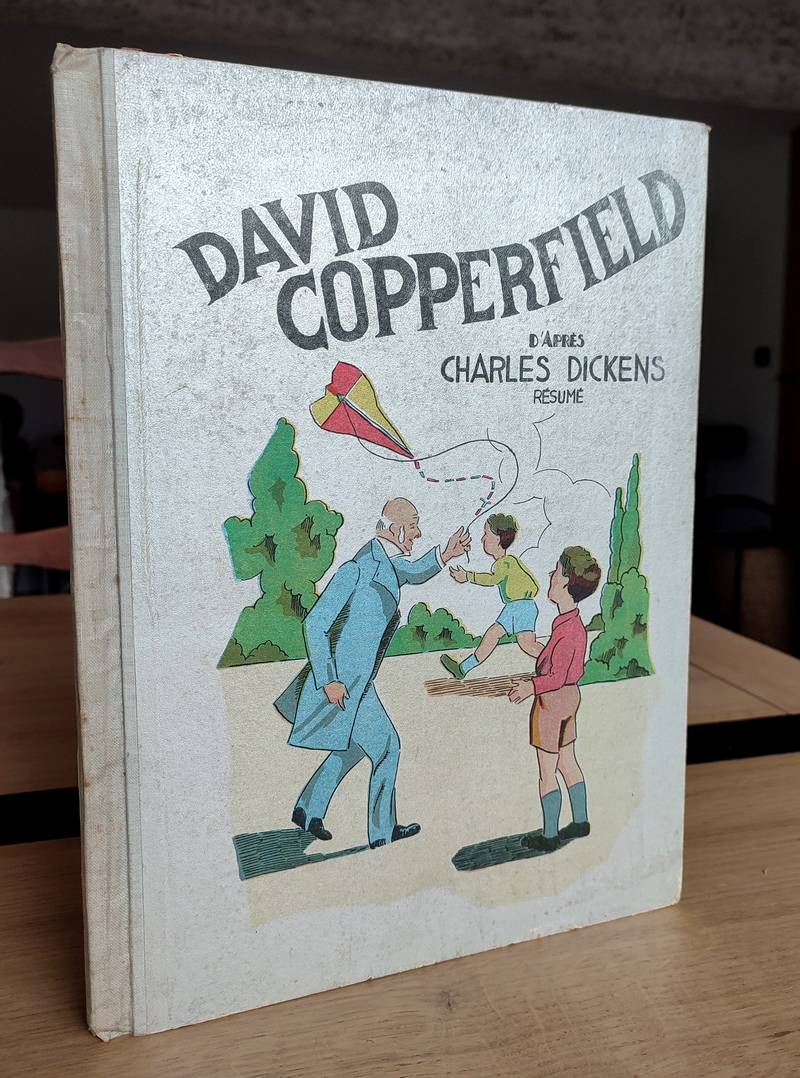 DAVID
COPPERFIELD
D'APRÈS
CHARLES DICKENS
RÉSUMÉ